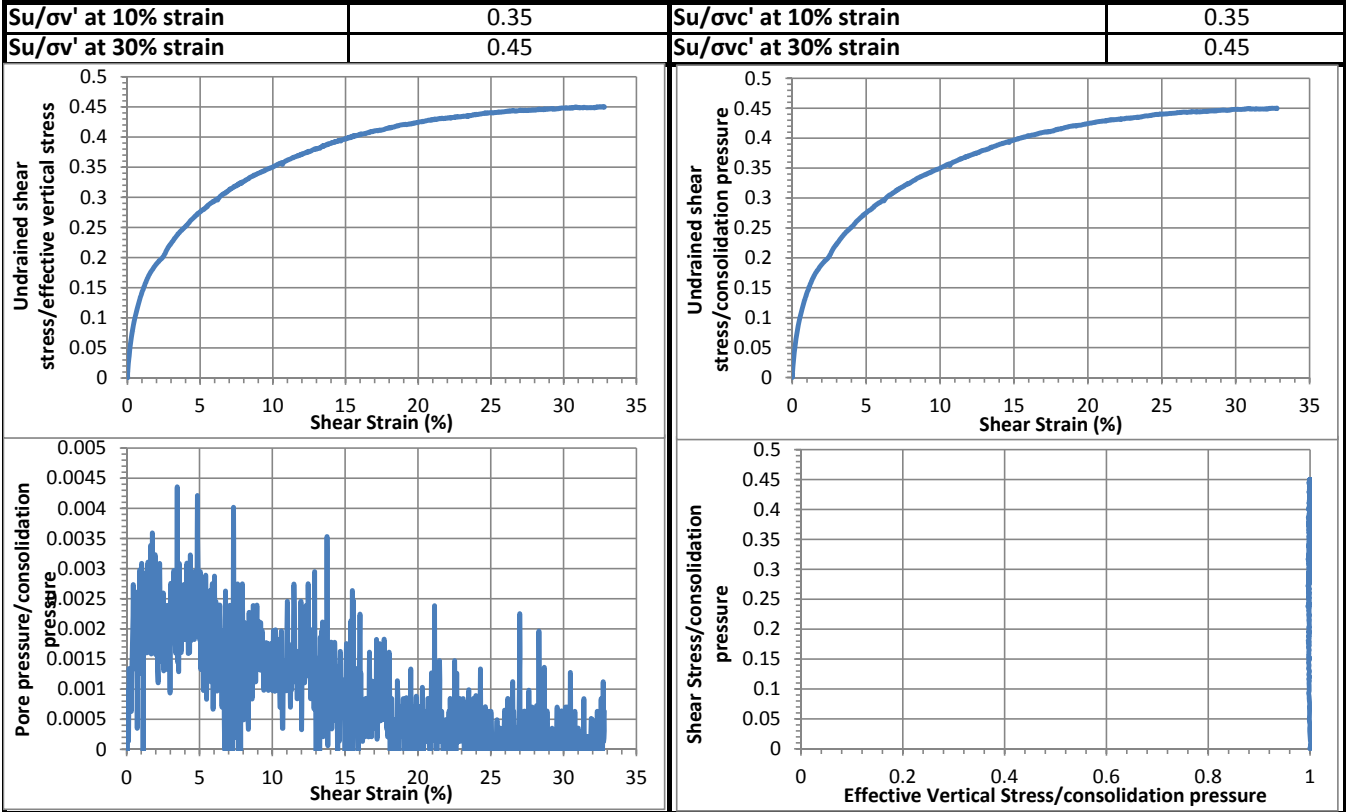 Su/σv' at 10% strain 0.35 Su/σvc' at 10% strain 0.35
Su/σv' at 30% strain 0.45 Su/σvc' at 30% strain 0.45
Undrained shear
stress/effective vertical stress
0.5
0.45
0.4
0.35
0.3
0.25
0.2
0.15
0.1
0.05
0
0 5 10 15 20 25 30 35
Shear Strain (%)
Undrained shear
stress/consolidation pressure
0.5
0.45
0.4
0.35
0.3
0.25
0.2
0.15
0.1
0.05
0
0 5 10 15 20 25 30 35
Shear Strain (%)
Pore pressure/consolidation
pressure
0.005
0.0045
0.004
0.0035
0.003
0.0025
0.002
0.0015
0.001
0.0005
0
0 5 10 15 20 25 30 35
Shear Strain (%)
Shear Stress/consolidation
pressure
0.5
0.45
0.4
0.35
0.3
0.25
0.2
0.15
0.1
0.05
0
0 0.2 0.4 0.6 0.8 1
Effective Vertical Stress/consolidation pressure